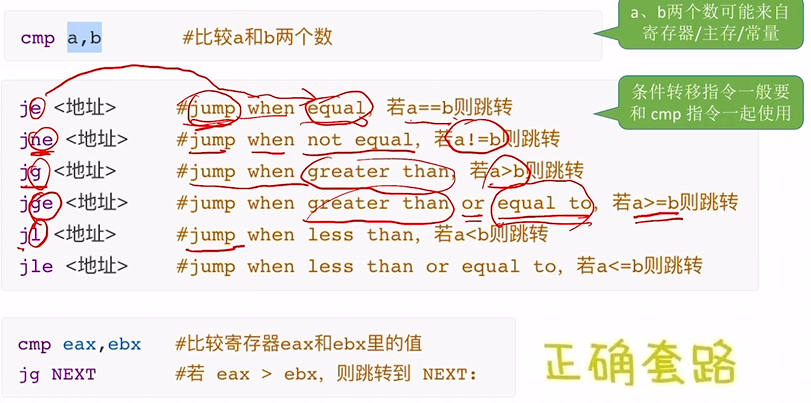 cmp a,b #比较a和b两个数
a、b两个数可能来自
寄存器/主存/常量
je <地址> #jump when equal，若a==b则跳转
条件转移指令一般要
和 cmp 指令一起使用
jne <地址> #jump when not equal，若a!=b则跳转
jg <地址> #jump when greater than，若a>b则跳转
jge <地址> #jump when greater than or equal to，若a>=b则跳转
jl <地址> #jump when less than，若a<b则跳转
jle <地址> #jump when less than or equal to，若a<=b则跳转
cmp eax,ebx #比较寄存器eax和ebx里的值
jg NEXT #若 eax > ebx，则跳转到 NEXT:
正确套路